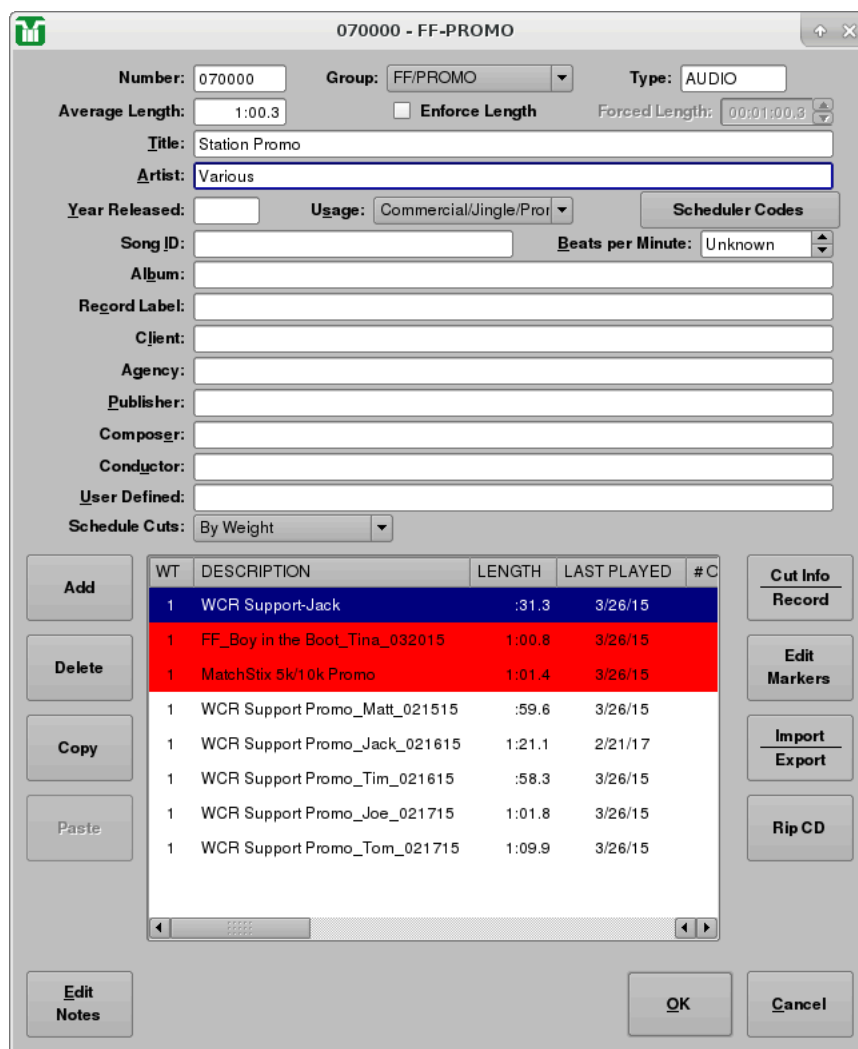 070000 - FF-PROMO
Number: 070000 Group: FF/PROMO Type: AUDIO
Average Length: 1:00.3 Enforce Length Forced Length: 00:01:00.3
Title: Station Promo
Artist: Various
Year Released: Usage: Commercial/Jingle/Pror Scheduler Codes
Song ID: Beats per Minute: Unknown
Album:
Record Label:
Client:
Agency:
Publisher:
Composer:
Conductor:
User Defined:
Schedule Cuts: By Weight
WT DESCRIPTION LENGTH LAST PLAYED # C
1 WCR Support-Jack :31.3 3/26/15
1 FF_Boy in the Boot_Tina_032015 1:00.8 3/26/15
1 MatchStix 5k/10k Promo 1:01.4 3/26/15
1 WCR Support Promo_Matt_021515 :59.6 3/26/15
1 WCR Support Promo_Jack_021615 1:21.1 2/21/17
1 WCR Support Promo_Tim_021615 :58.3 3/26/15
1 WCR Support Promo_Joe_021715 1:01.8 3/26/15
1 WCR Support Promo_Tom_021715 1:09.9 3/26/15
Add
Delete
Copy
Paste
Cut Info
Record
Edit
Markers
Import
Export
Rip CD
Edit
Notes
OK
Cancel